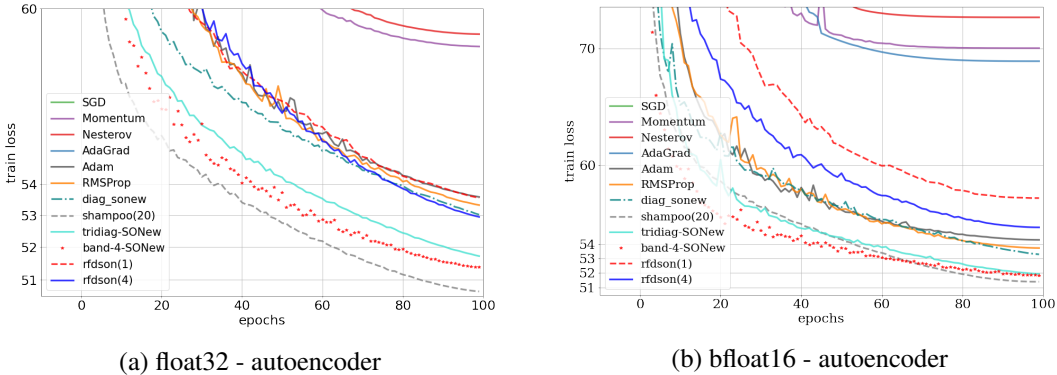 60
54
53
52
51
train loss
SGD
Momentum
Nesterov
AdaGrad
Adam
RMSProp
diag_sonew
shampoo(20)
tridiag-SONew
band-4-SONew
rfdson(1)
rfdson(4)
0 20 40 60 80 100
epochs
(a) float32 - autoencoder
70
60
54
53
52
51
train loss
SGD
Momentum
Nesterov
AdaGrad
Adam
RMSProp
diag_sonew
shampoo(20)
tridiag-SONew
band-4-SONew
rfdson(1)
rfdson(4)
0 20 40 60 80 100
epochs
(b) bfloat16 - autoencoder